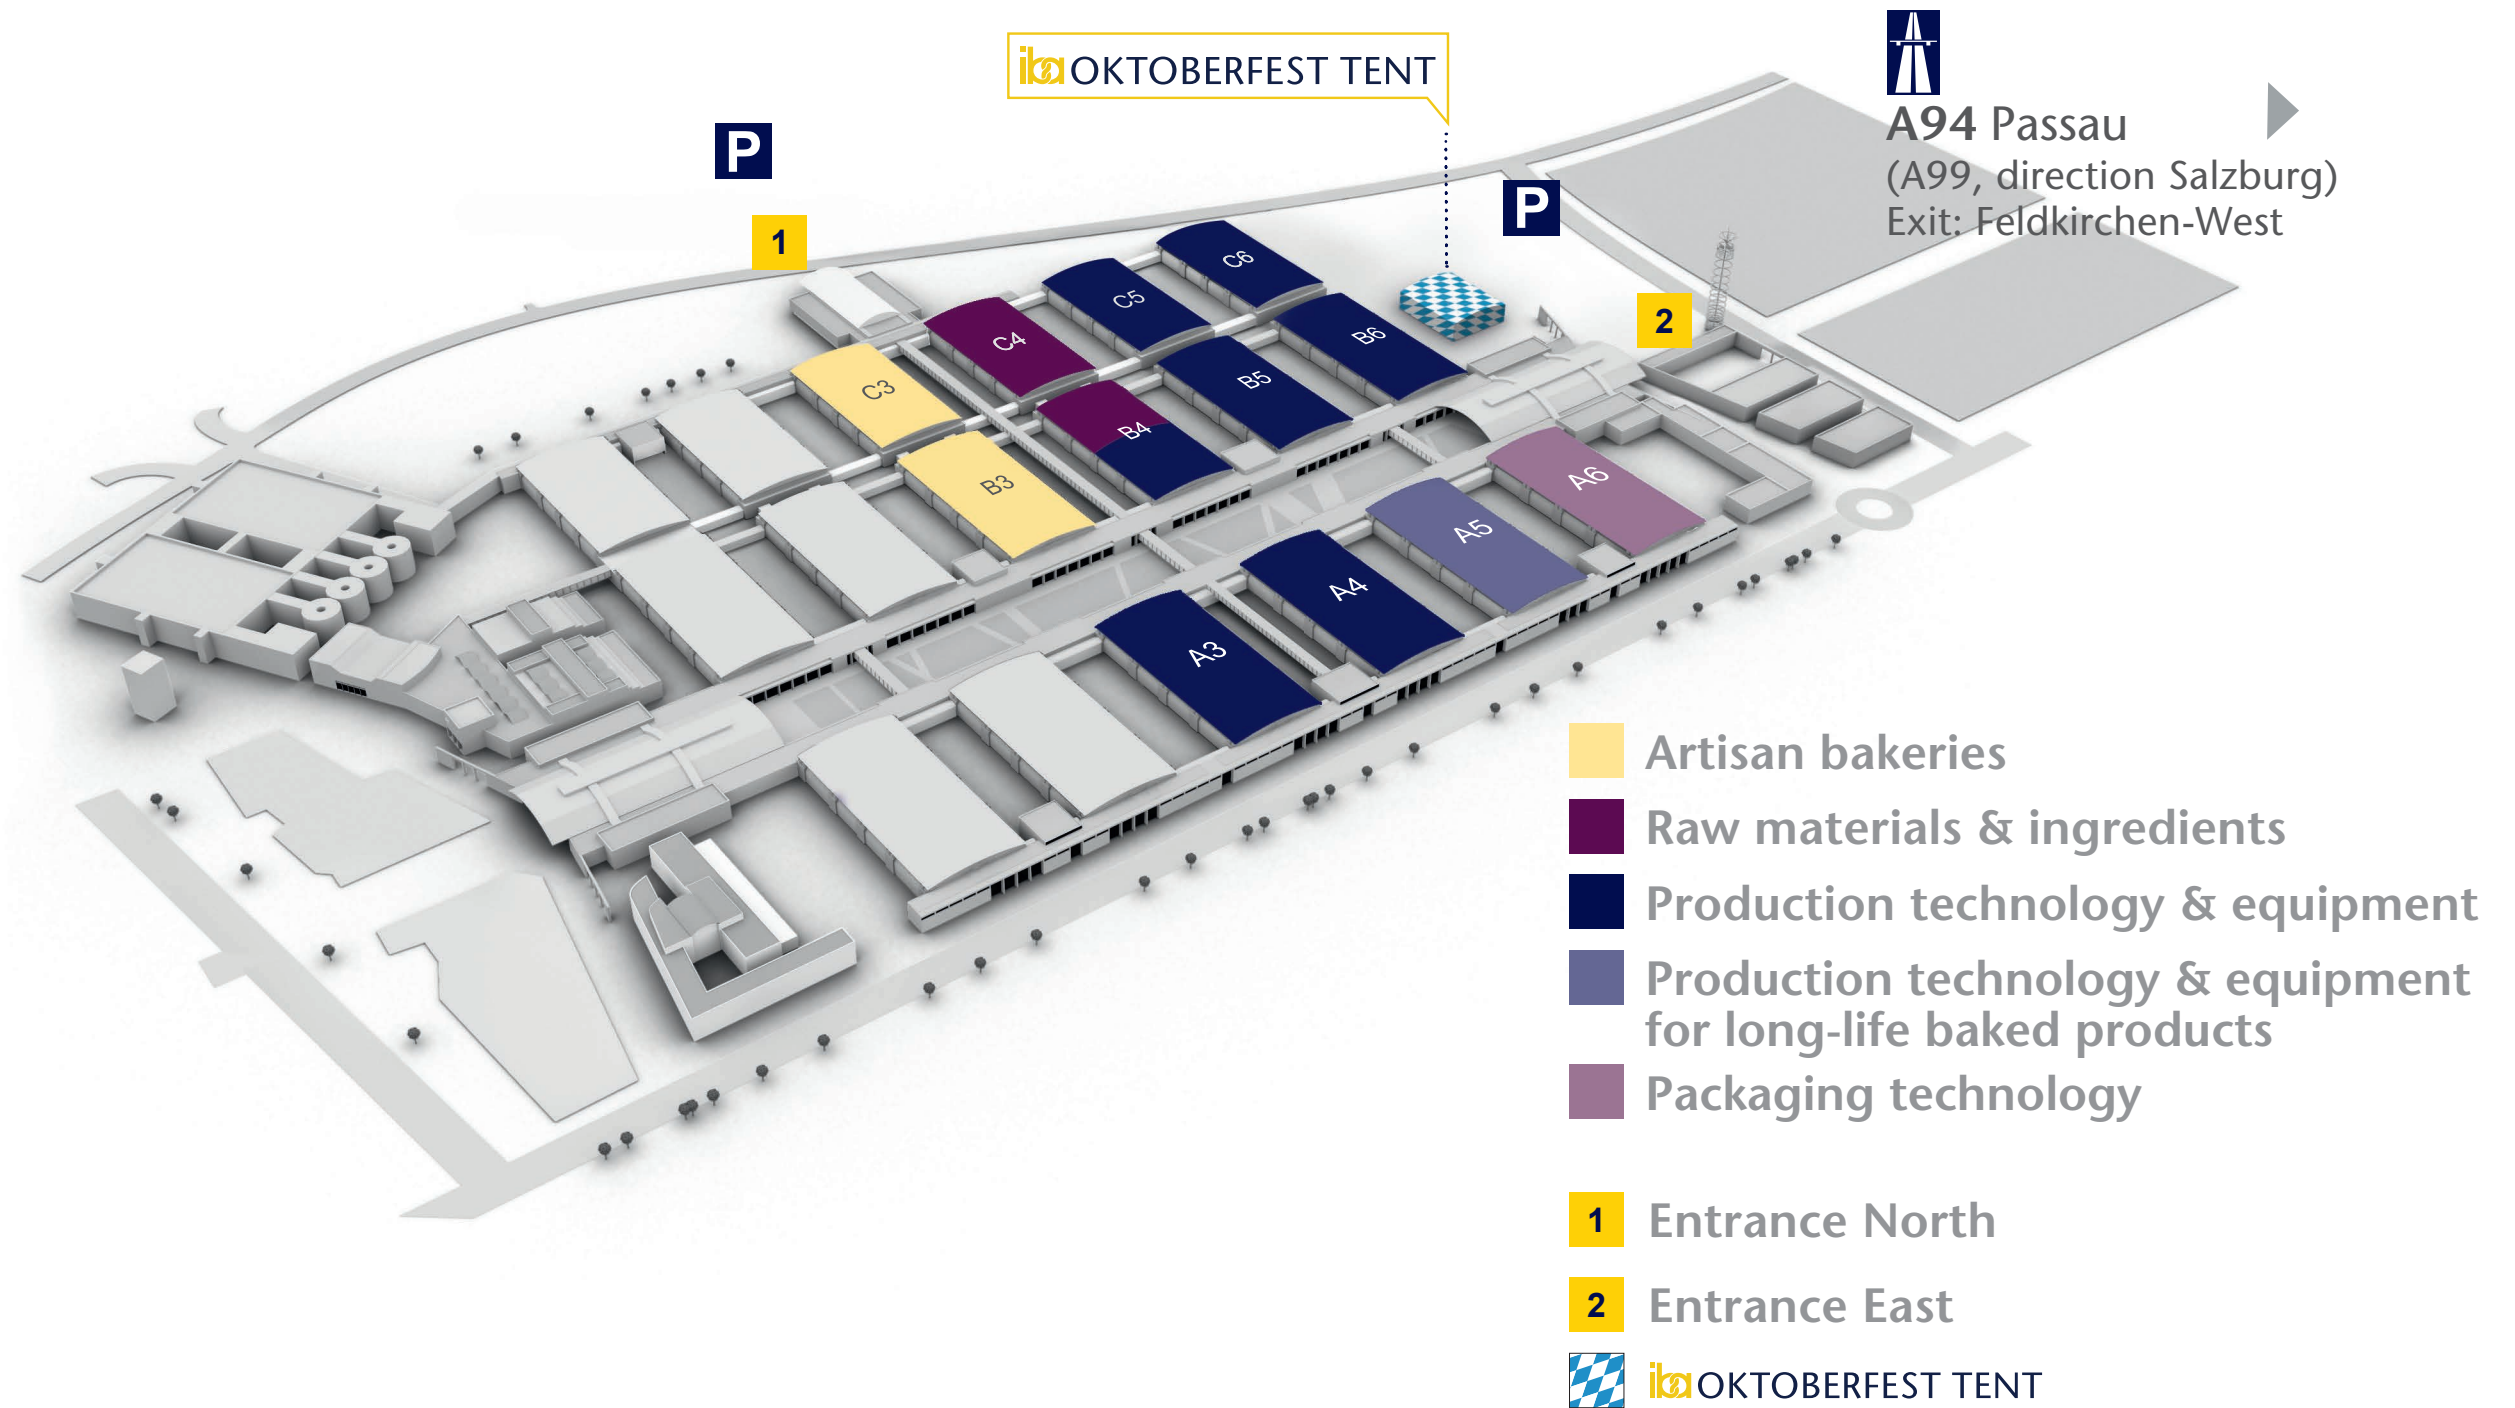 iba OKTOBERFEST TENT
A94 Passau
(A99, direction Salzburg)
Exit: Feldkirchen-West
P
P
1
2
C6
C5
C4
C3
B6
B5
B4
B3
A6
A5
A4
A3
Artisan bakeries
Raw materials & ingredients
Production technology & equipment
Production technology & equipment
for long-life baked products
Packaging technology
1 Entrance North
2 Entrance East
iba OKTOBERFEST TENT